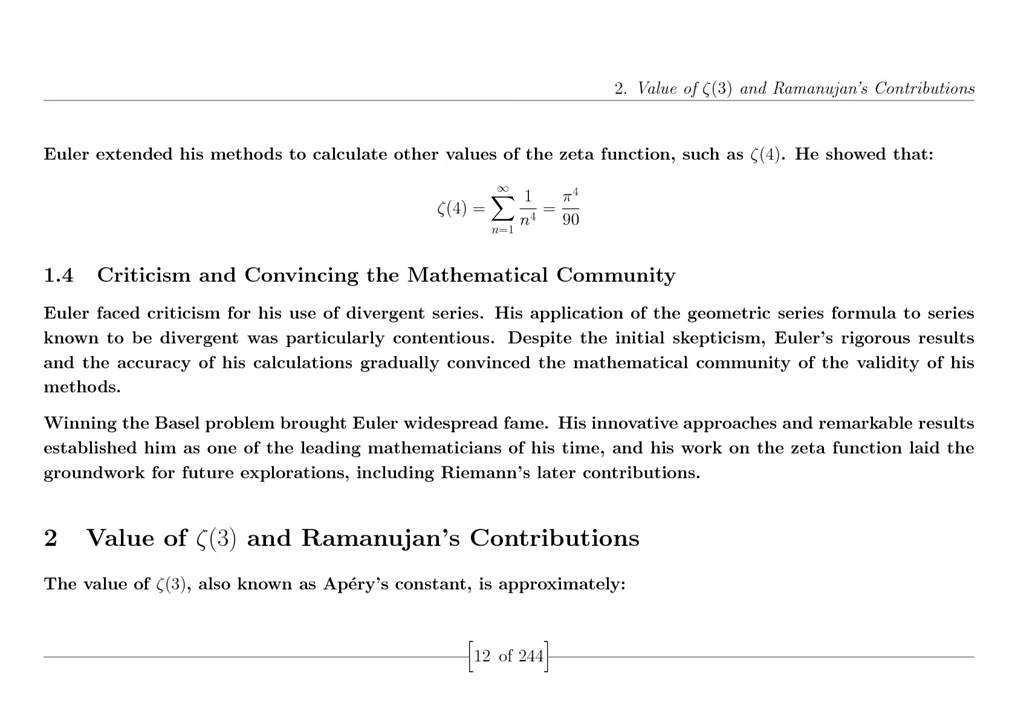 2. Value of ζ(3) and Ramanujan's Contributions
Euler extended his methods to calculate other values of the zeta function, such as ζ(4). He showed that:
ζ(4) = ∑_{n=1}^{∞} 1/n⁴ = π⁴/90
1.4 Criticism and Convincing the Mathematical Community
Euler faced criticism for his use of divergent series. His application of the geometric series formula to series
known to be divergent was particularly contentious. Despite the initial skepticism, Euler's rigorous results
and the accuracy of his calculations gradually convinced the mathematical community of the validity of his
methods.
Winning the Basel problem brought Euler widespread fame. His innovative approaches and remarkable results
established him as one of the leading mathematicians of his time, and his work on the zeta function laid the
groundwork for future explorations, including Riemann's later contributions.
2 Value of ζ(3) and Ramanujan's Contributions
The value of ζ(3), also known as Apéry's constant, is approximately:
[12 of 244]